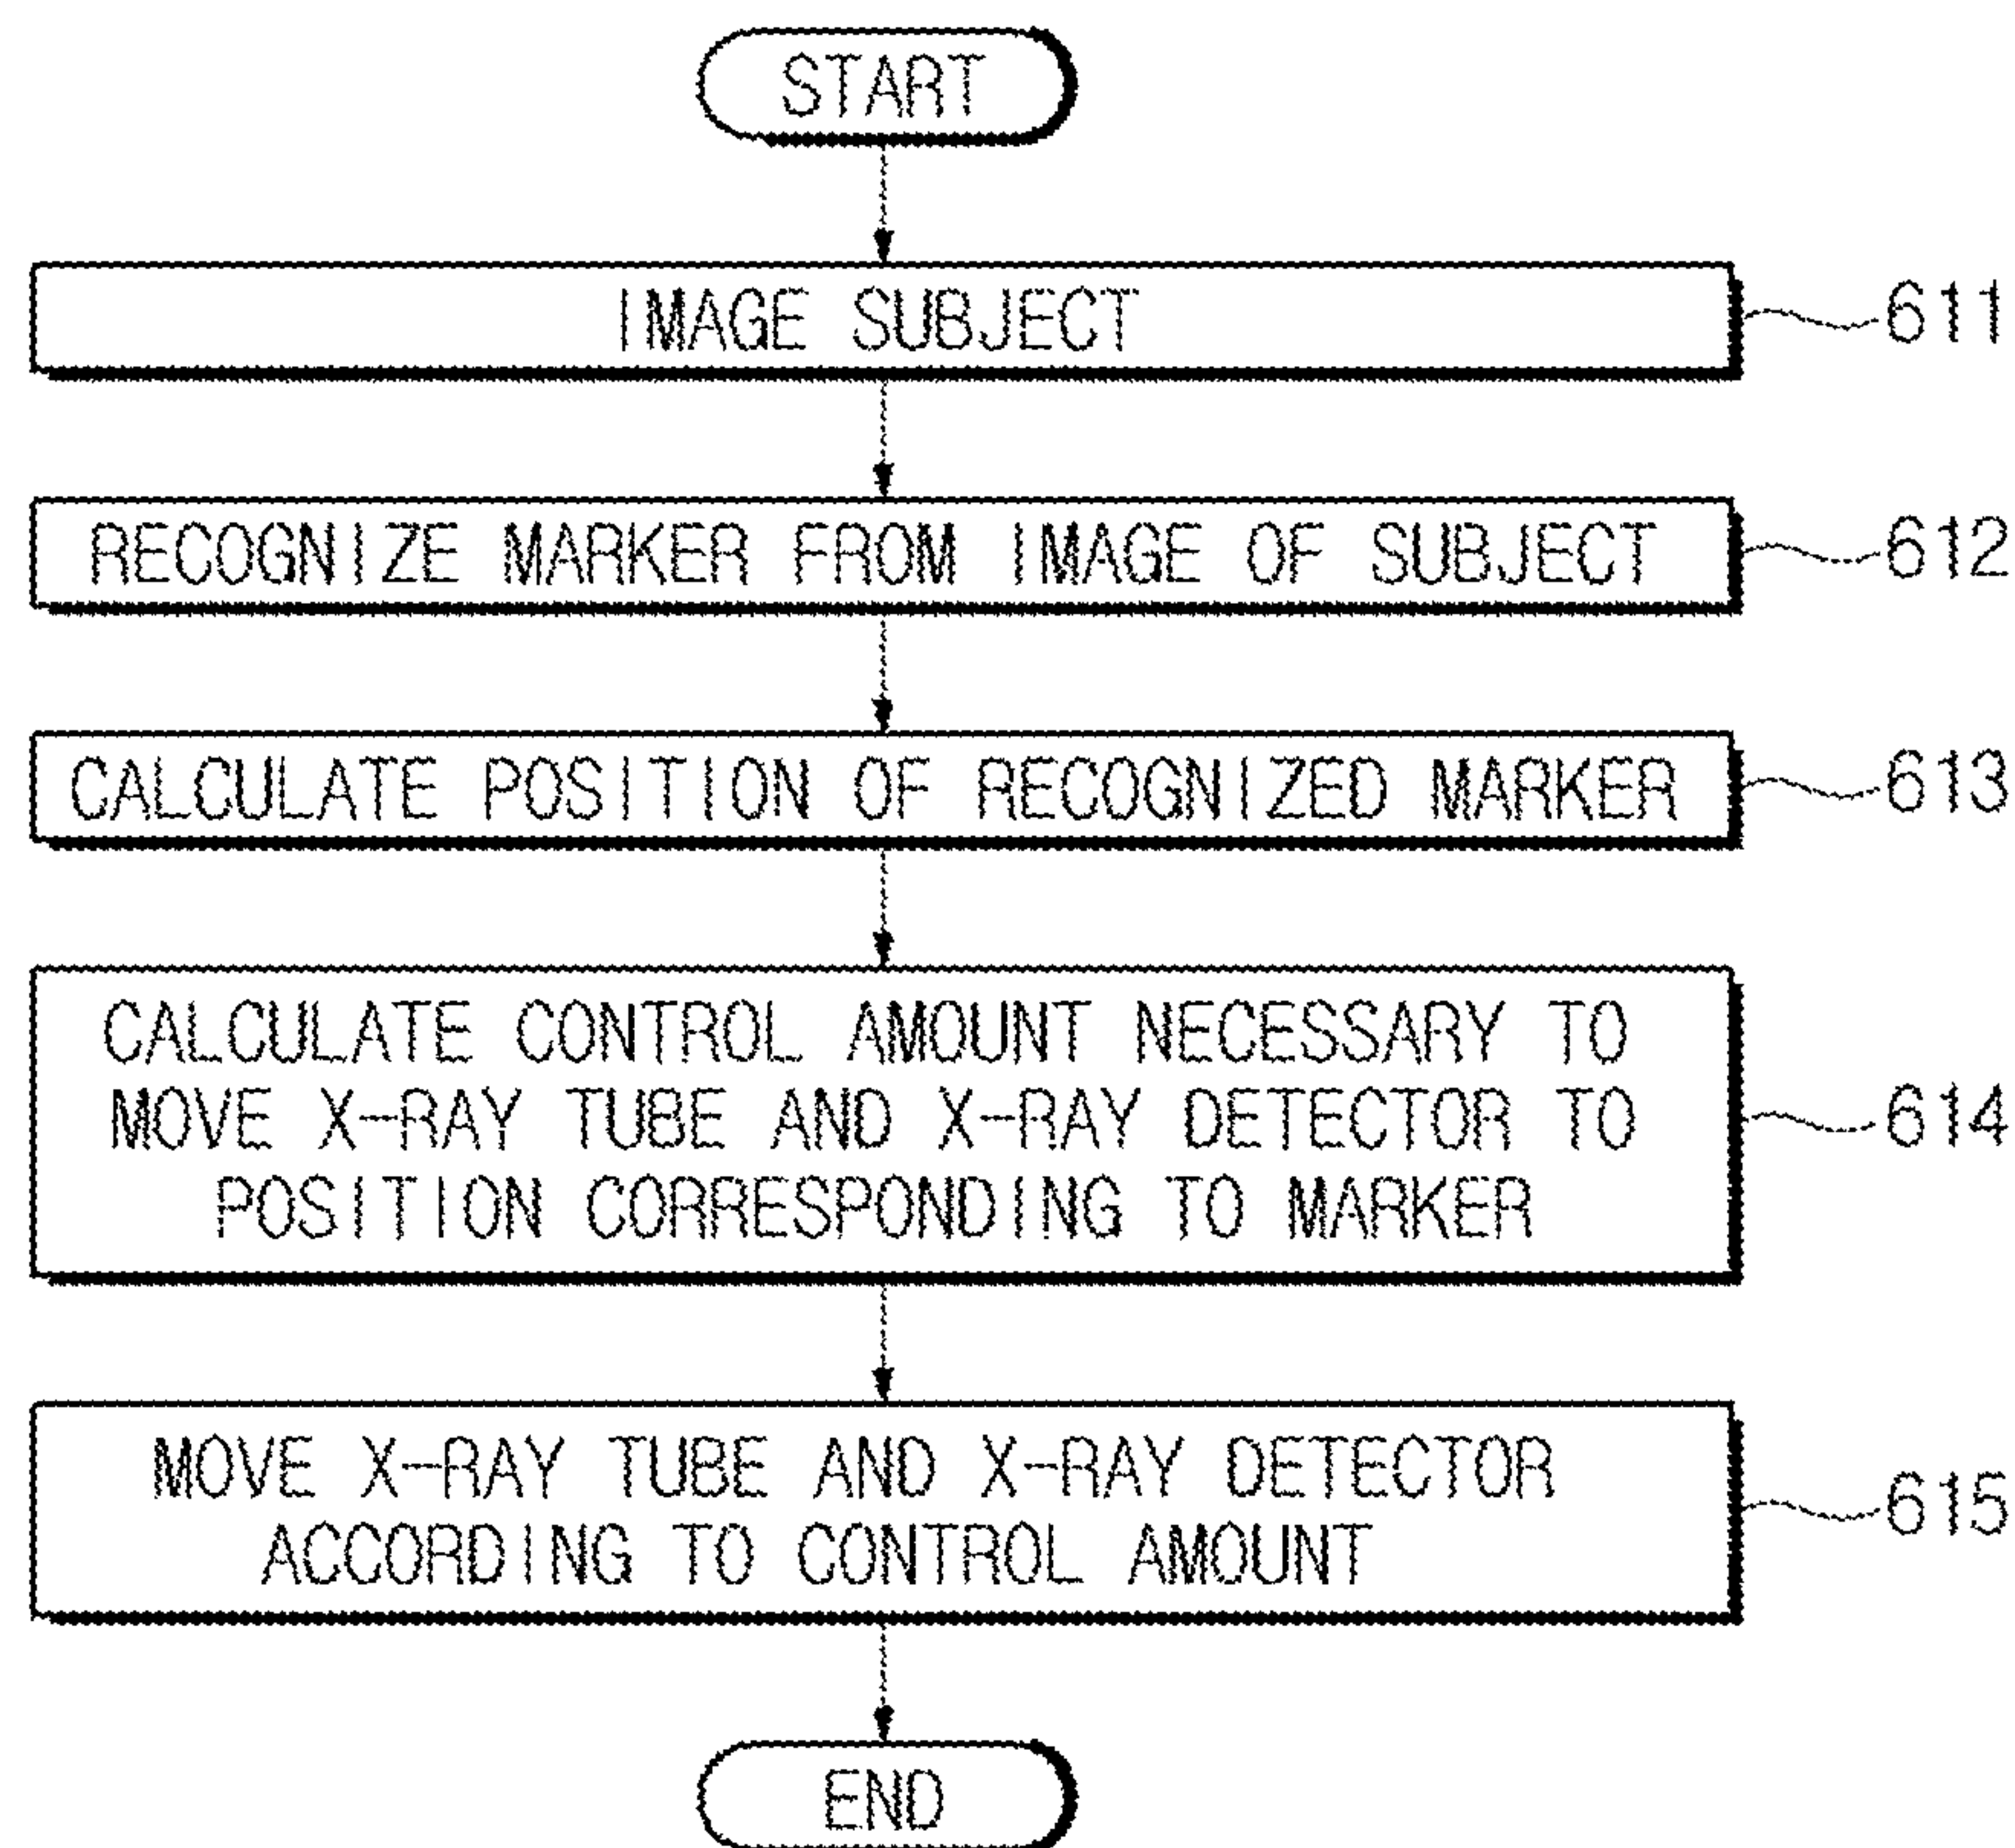 START
IMAGE SUBJECT
611
RECOGNIZE MARKER FROM IMAGE OF SUBJECT
612
CALCULATE POSITION OF RECOGNIZED MARKER
613
CALCULATE CONTROL AMOUNT NECESSARY TO
MOVE X-RAY TUBE AND X-RAY DETECTOR TO
POSITION CORRESPONDING TO MARKER
614
MOVE X-RAY TUBE AND X-RAY DETECTOR
ACCORDING TO CONTROL AMOUNT
615
END